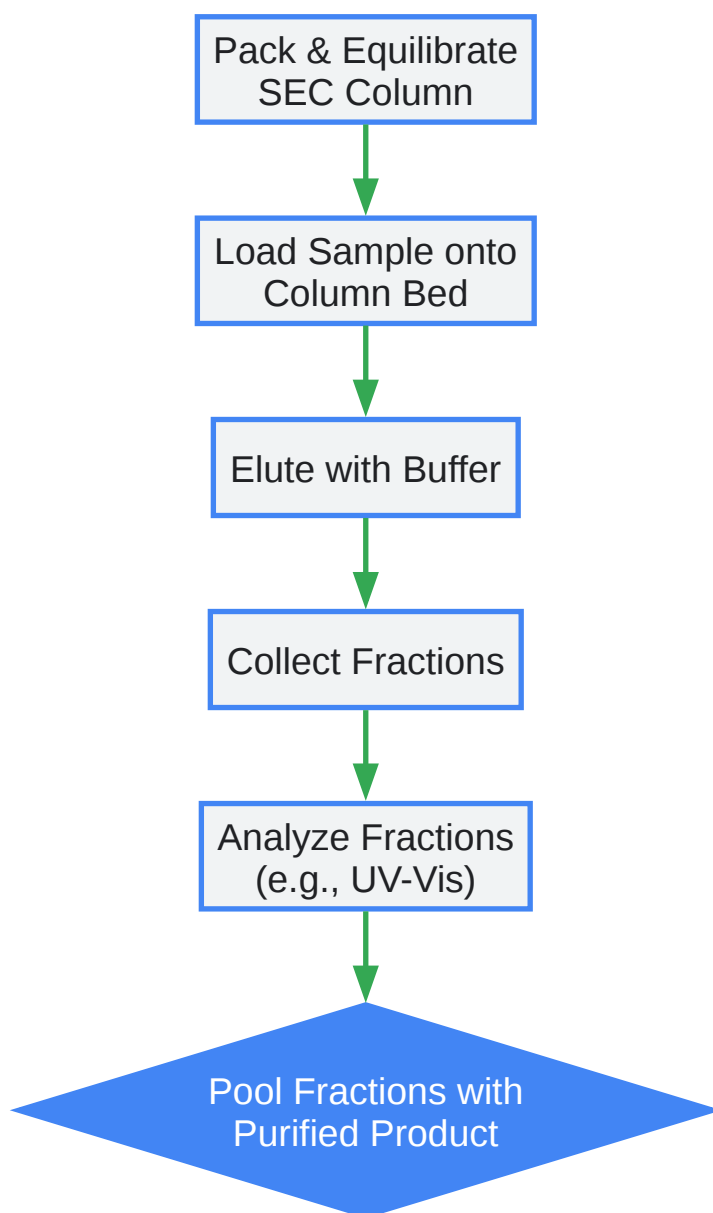 Pack & Equilibrate
SEC Column
Load Sample onto
Column Bed
Elute with Buffer
Collect Fractions
Analyze Fractions
(e.g., UV-Vis)
Pool Fractions with
Purified Product